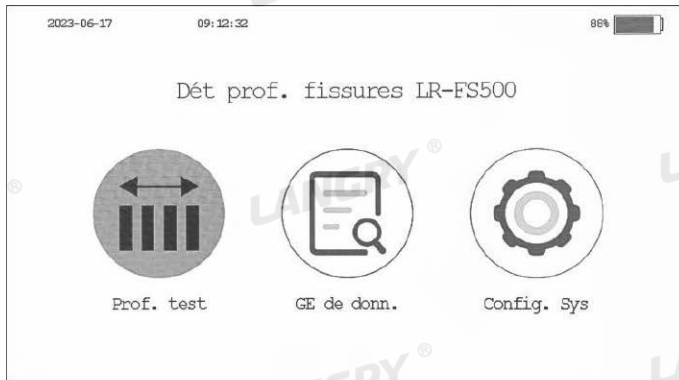 2023-06-17 09:12:32 88%
Dét prof. fissures LR-FS500
LANGRY®
®
Prof. test GE de donn. Config. Sys